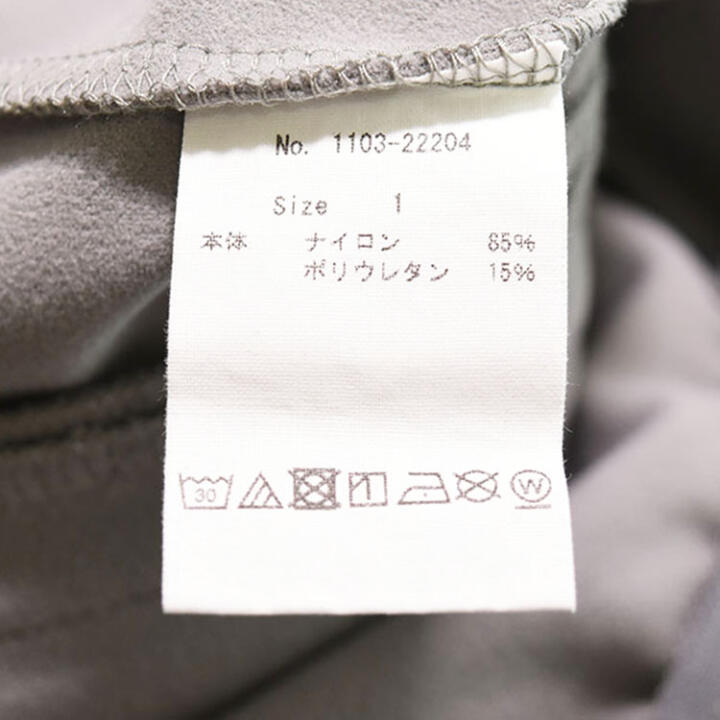 No. 1103-22204
Size 1
本体 ナイロン 85%
ポリウレタン 15%
30 W